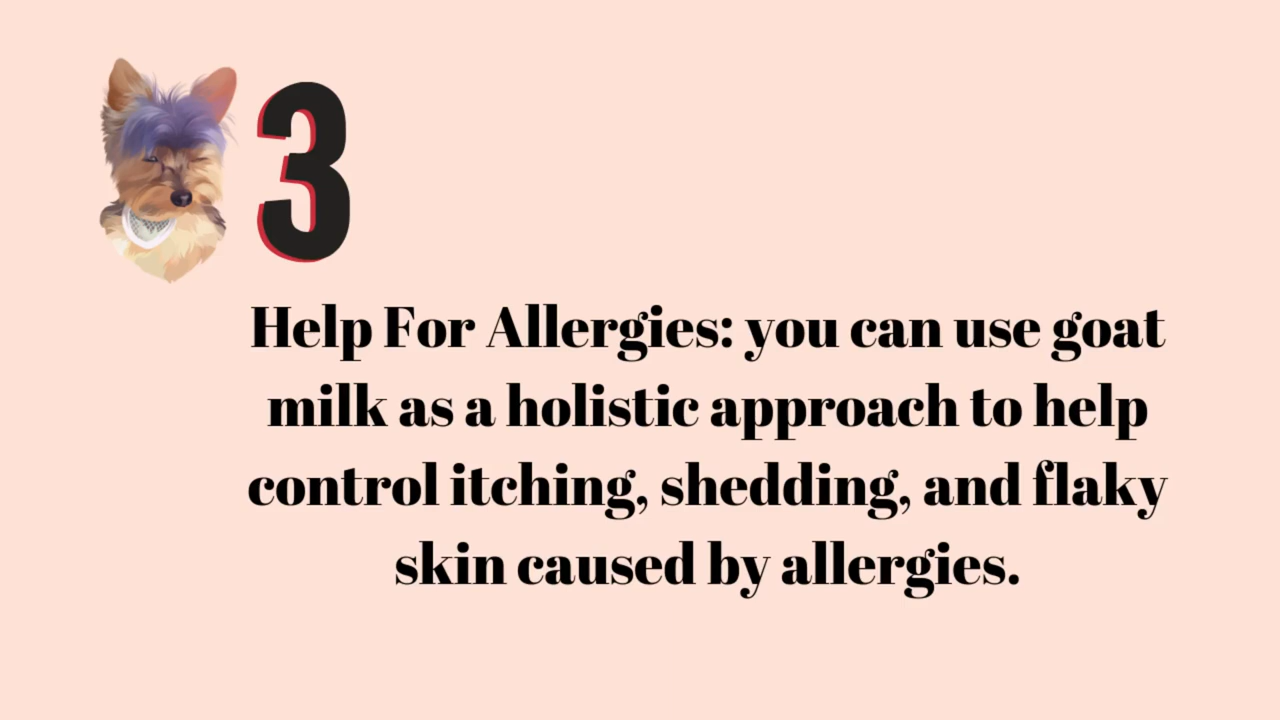 3
Help For Allergies: you can use goat
milk as a holistic approach to help
control itching, shedding, and flaky
skin caused by allergies.